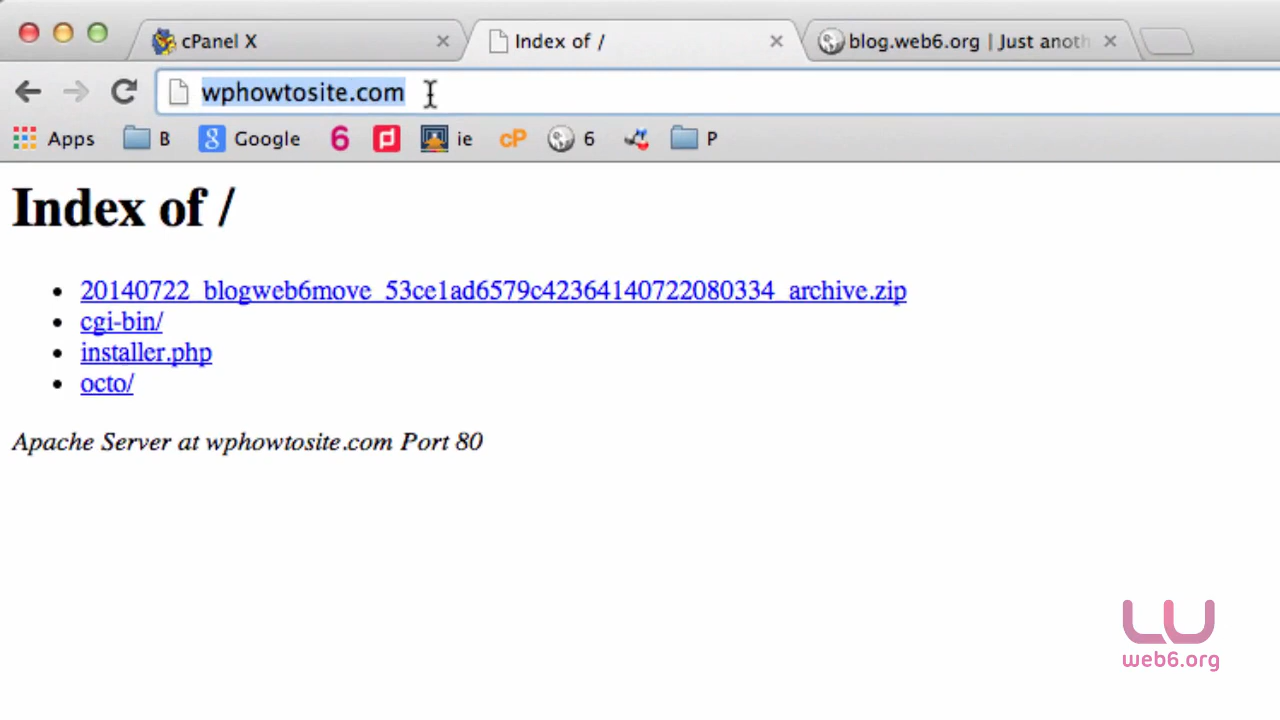 cPanel X
Index of /
blog.web6.org | Just anoth
wphowtosite.com
Apps
B
Google
6
ie
cP
6
P
Index of /
20140722_blogweb6move_53ce1ad6579c42364140722080334_archive.zip
cgi-bin/
installer.php
octo/
Apache Server at wphowtosite.com Port 80
web6.org